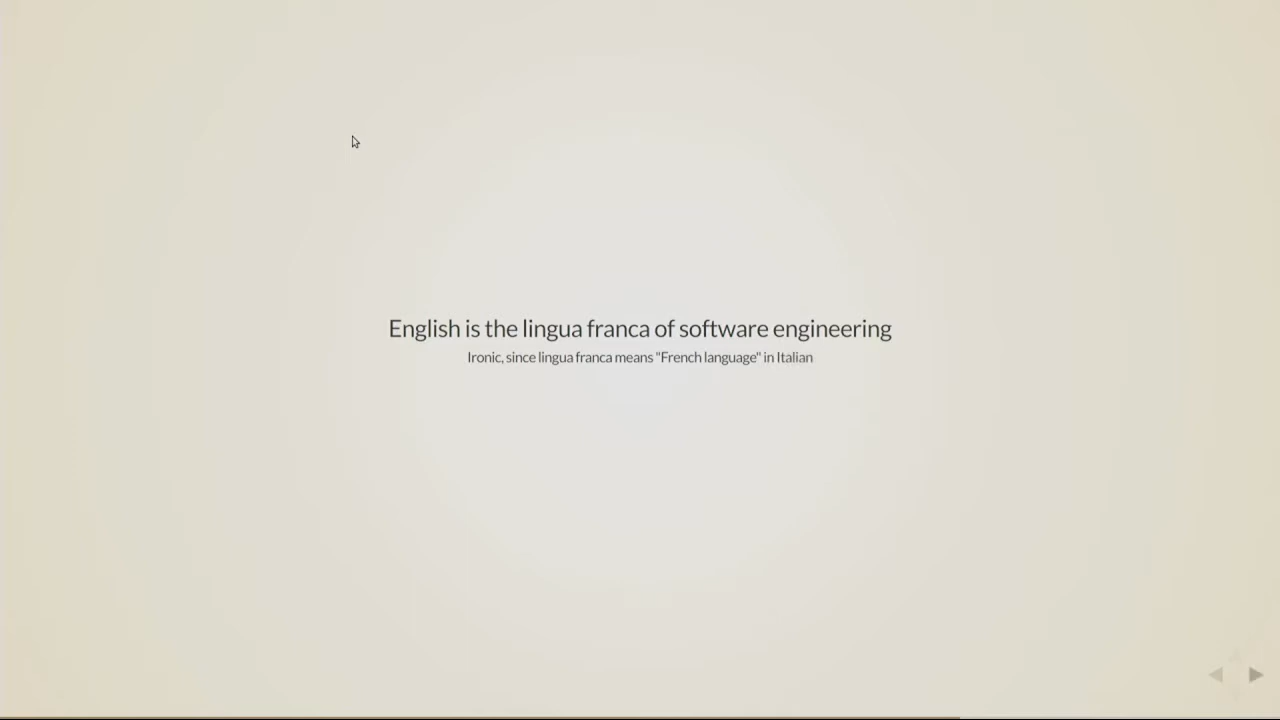 English is the lingua franca of software engineering
Ironic, since lingua franca means "French language" in Italian